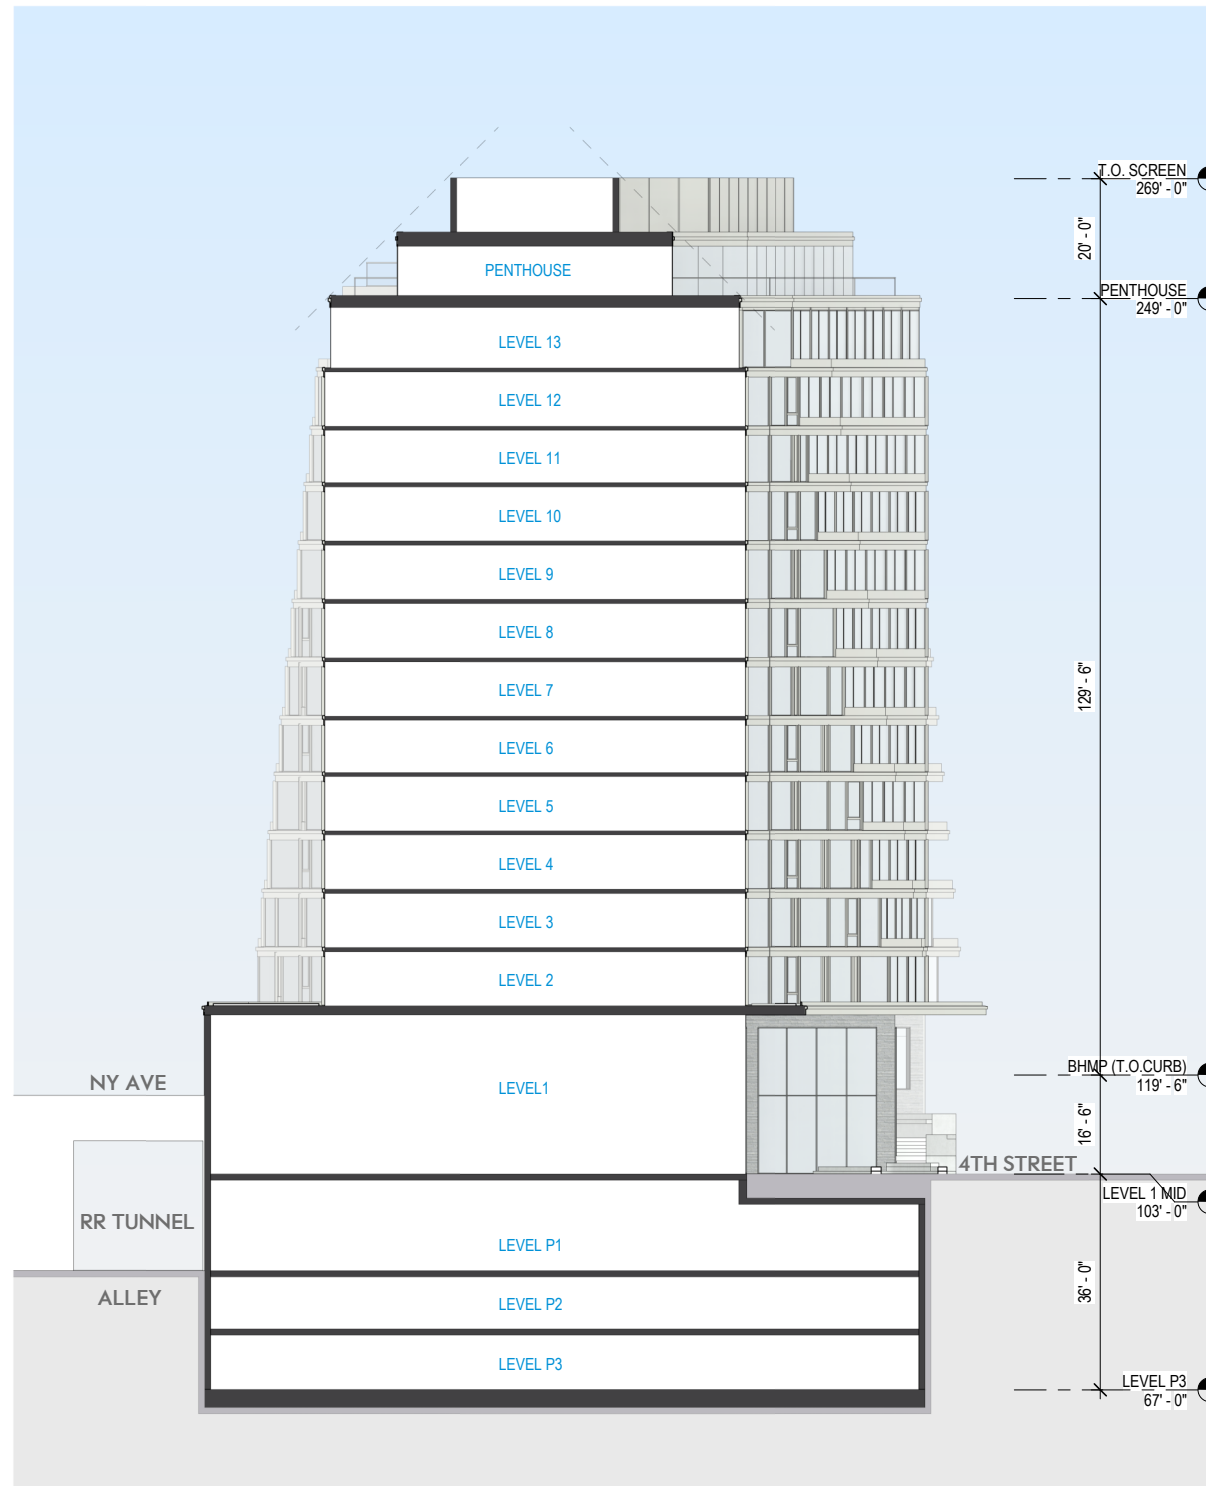 T.O. SCREEN
269' - 0"
20' - 0"
PENTHOUSE
PENTHOUSE
249' - 0"
LEVEL 13
LEVEL 12
LEVEL 11
LEVEL 10
LEVEL 9
LEVEL 8
LEVEL 7
129' - 6"
LEVEL 6
LEVEL 5
LEVEL 4
LEVEL 3
LEVEL 2
BHMP (T.O.CURB)
119' - 6"
NY AVE
LEVEL1
16' - 6"
4TH STREET
LEVEL 1 MID
103' - 0"
RR TUNNEL
LEVEL P1
36' - 0"
ALLEY
LEVEL P2
LEVEL P3
LEVEL P3
67' - 0"